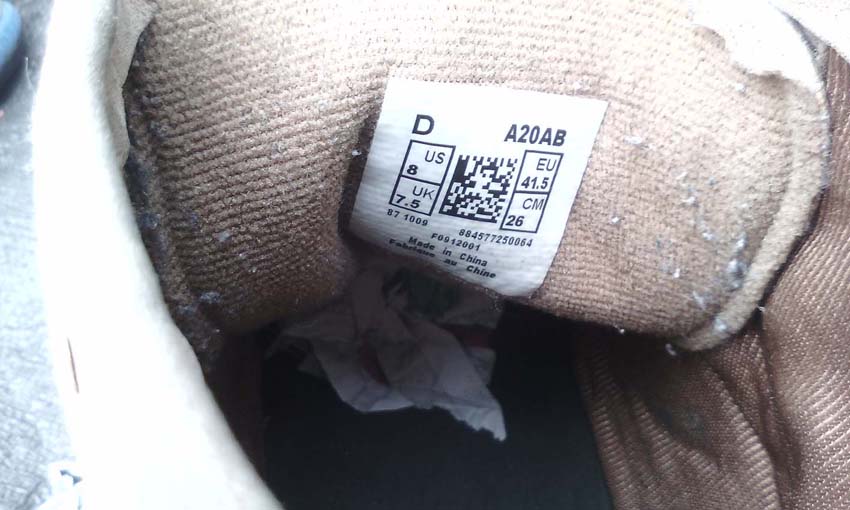 D A20AB
US
8
UK
7.5
EU
41.5
CM
26
87 1009
884577250064
F0912001
Made in China
Fabrique au Chine